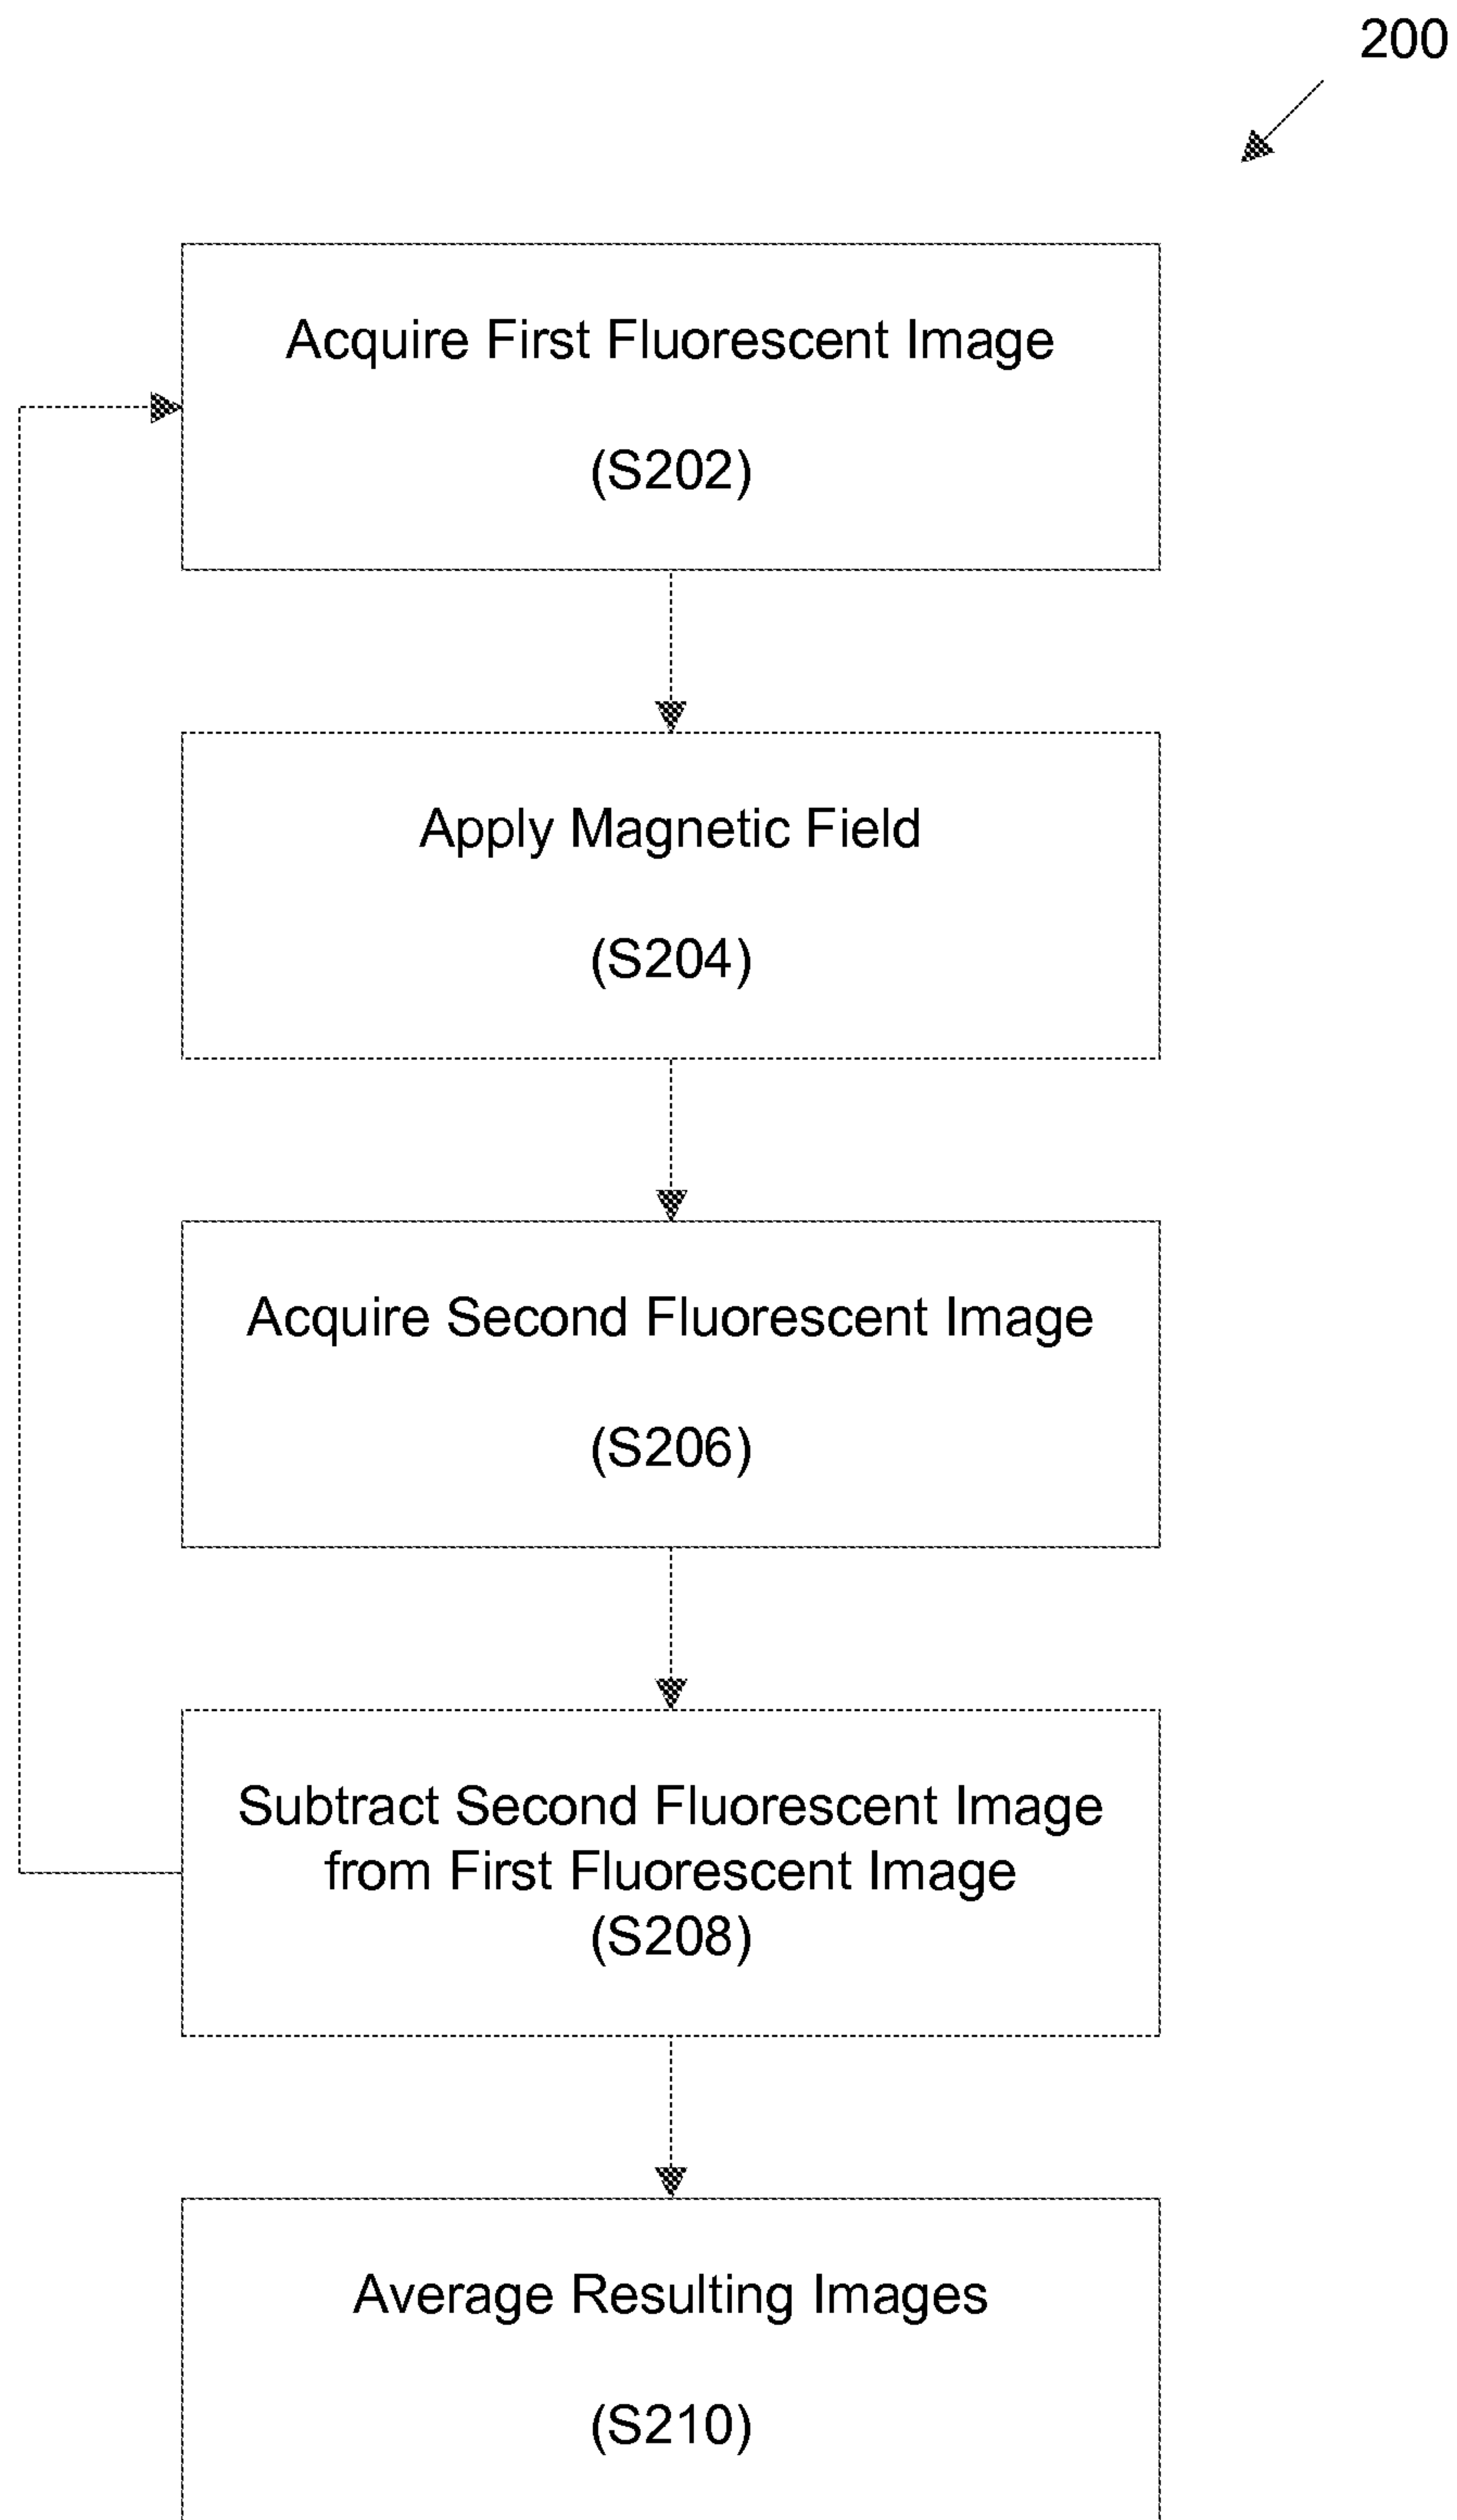 200
Acquire First Fluorescent Image
(S202)
Apply Magnetic Field
(S204)
Acquire Second Fluorescent Image
(S206)
Subtract Second Fluorescent Image
from First Fluorescent Image
(S208)
Average Resulting Images
(S210)